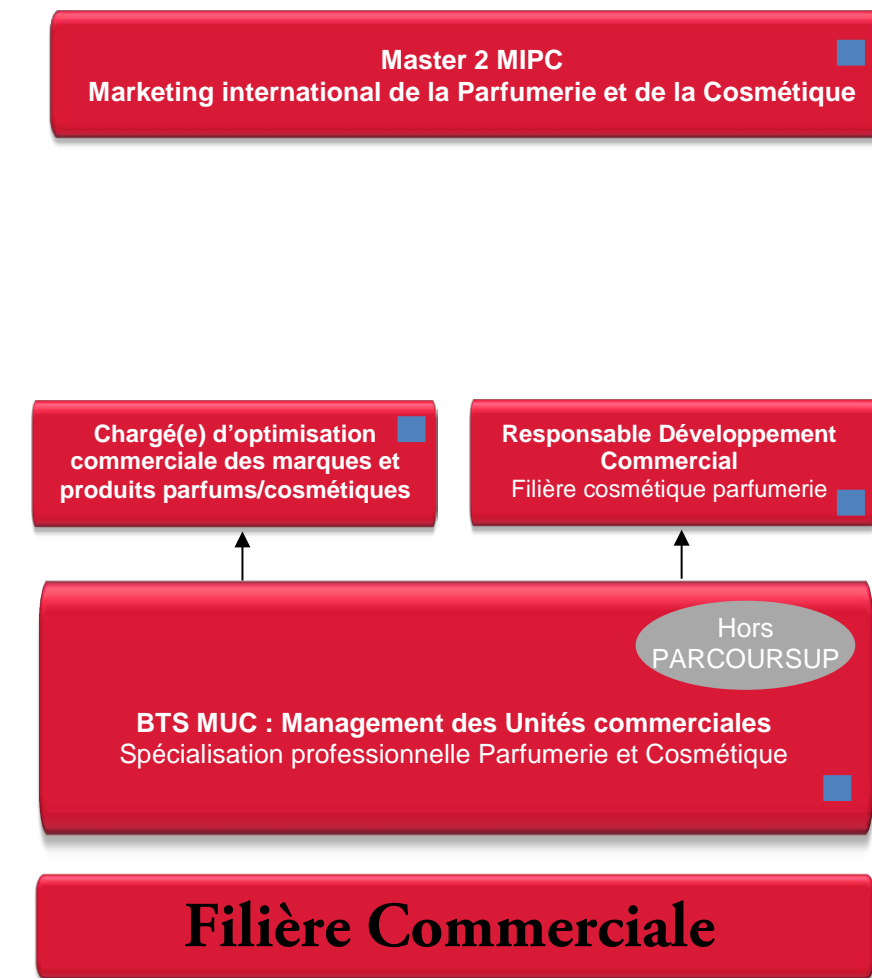 Master 2 MIPC
Marketing international de la Parfumerie et de la Cosmétique
Chargé(e) d’optimisation
commerciale des marques et
produits parfums/cosmétiques
Responsable Développement
Commercial
Filière cosmétique parfumerie
Hors
PARCOURSUP
BTS MUC : Management des Unités commerciales
Spécialisation professionnelle Parfumerie et Cosmétique
Filière Commerciale